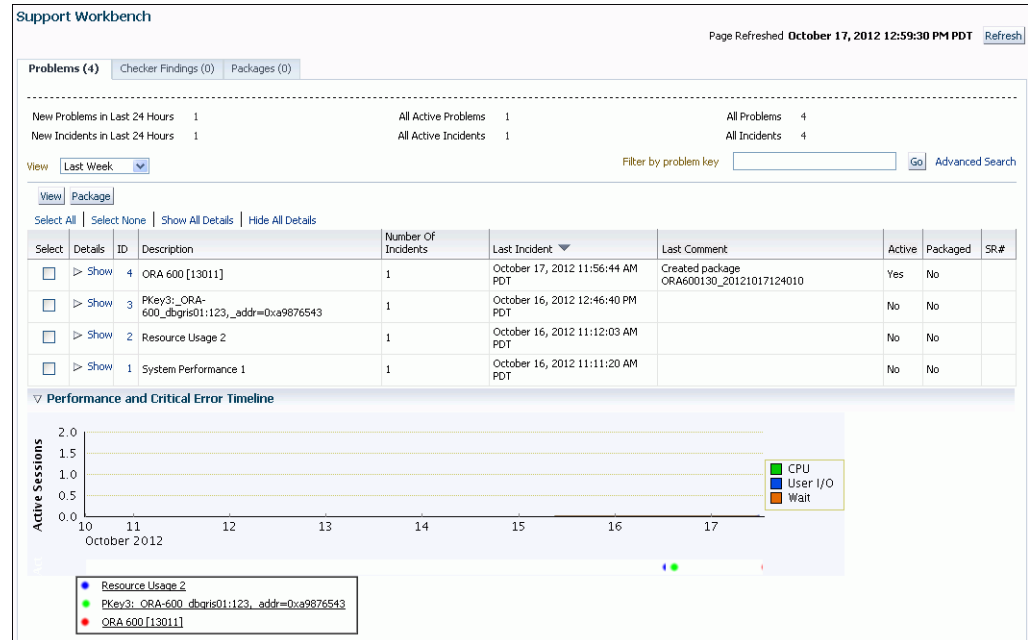 Support Workbench
Page Refreshed October 17, 2012 12:59:30 PM PDT Refresh
Problems (4) Checker Findings (0) Packages (0)
New Problems in Last 24 Hours 1 All Active Problems 1 All Problems 4
New Incidents in Last 24 Hours 1 All Active Incidents 1 All Incidents 4
View Last Week Filter by problem key Go Advanced Search
View Package
Select All | Select None | Show All Details | Hide All Details
Select Details ID Description Number Of Incidents Last Incident Last Comment Active Packaged SR#
Show 4 ORA 600 [13011] 1 October 17, 2012 11:56:44 AM PDT Created package ORA600130_20121017124010 Yes No
Show 3 PKey3:_ORA-600_dbgris01:123,_addr=0xa9876543 1 October 16, 2012 12:46:40 PM PDT No No
Show 2 Resource Usage 2 1 October 16, 2012 11:12:03 AM PDT No No
Show 1 System Performance 1 1 October 16, 2012 11:11:20 AM PDT No No
Performance and Critical Error Timeline
Active Sessions
2.0
1.5
1.0
0.5
0.0
10 11 12 13 14 15 16 17
October 2012
CPU
User I/O
Wait
Resource Usage 2
PKey3:_ORA-600_dbgris01:123,_addr=0xa9876543
ORA 600 [13011]